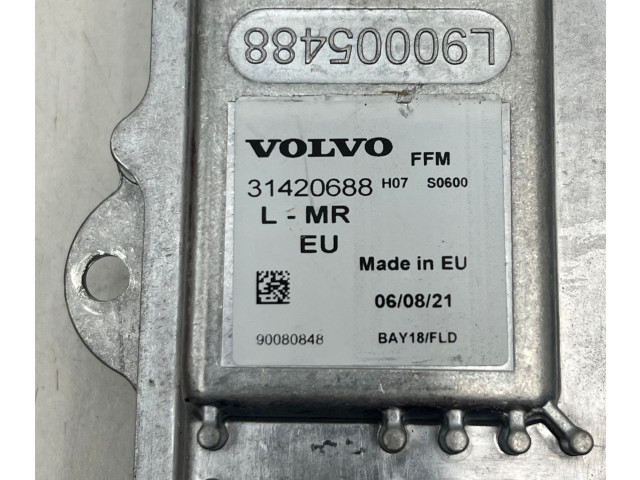 L90005488
VOLVO FFM
31420688 H07 S0600
L - MR
EU
Made in EU
06/08/21
90080848 BAY18/FLD